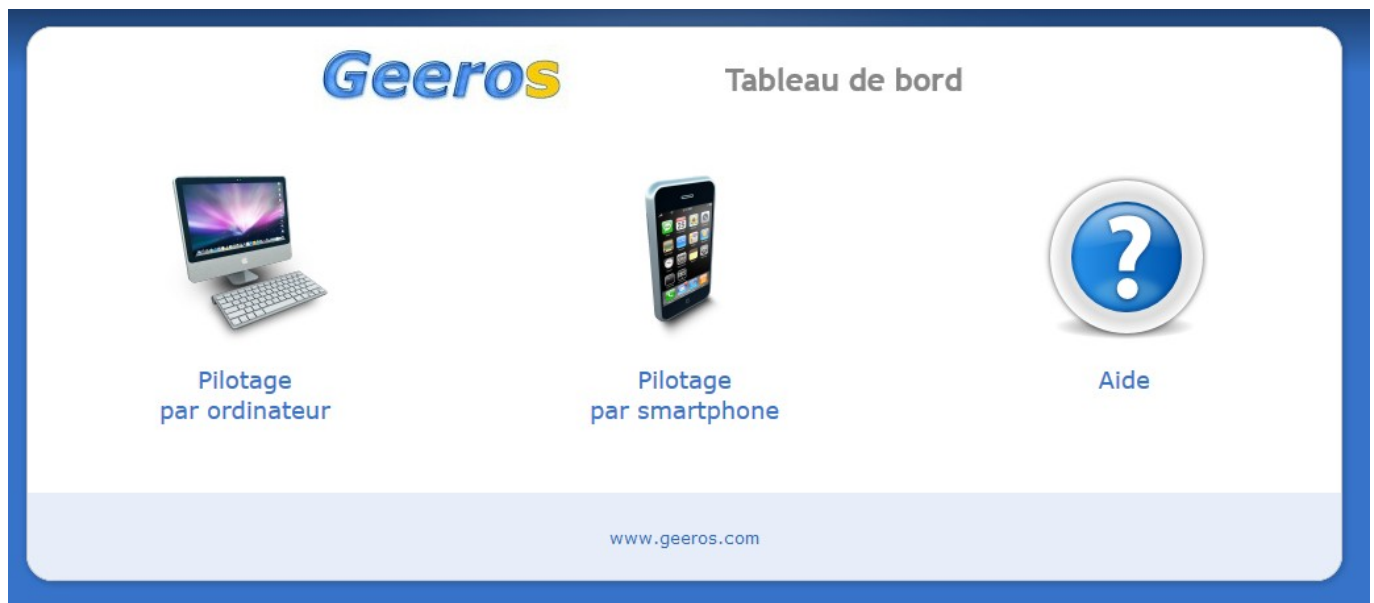 Geeros
Tableau de bord
Pilotage
par ordinateur
Pilotage
par smartphone
Aide
www.geeros.com